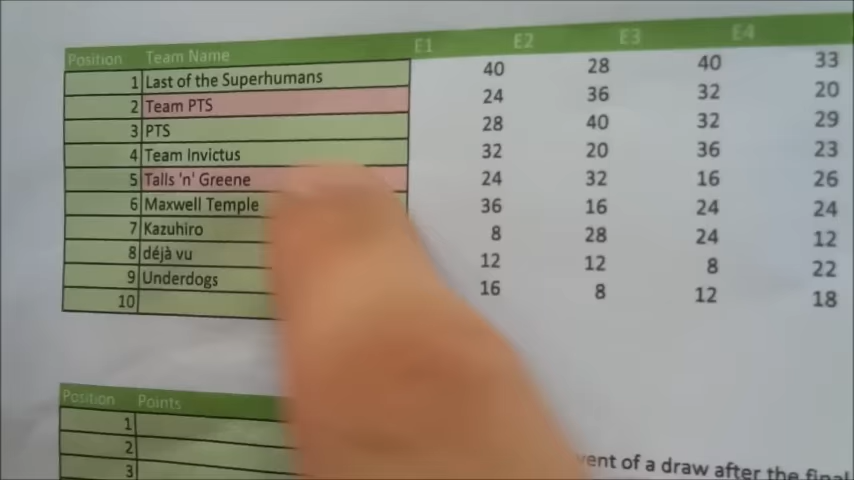 Position Team Name E1 E2 E3 E4
1 Last of the Superhumans 40 28 40 33
2 Team PTS 24 36 32 20
3 PTS 28 40 32 29
4 Team Invictus 32 20 36 23
5 Talls 'n' Greene 24 32 16 26
6 Maxwell Temple 36 16 24 24
7 Kazuhiro 8 28 24 12
8 déjà vu 12 12 8 22
9 Underdogs 16 8 12 18
10
Position Points
1
2
3
of a draw after the final